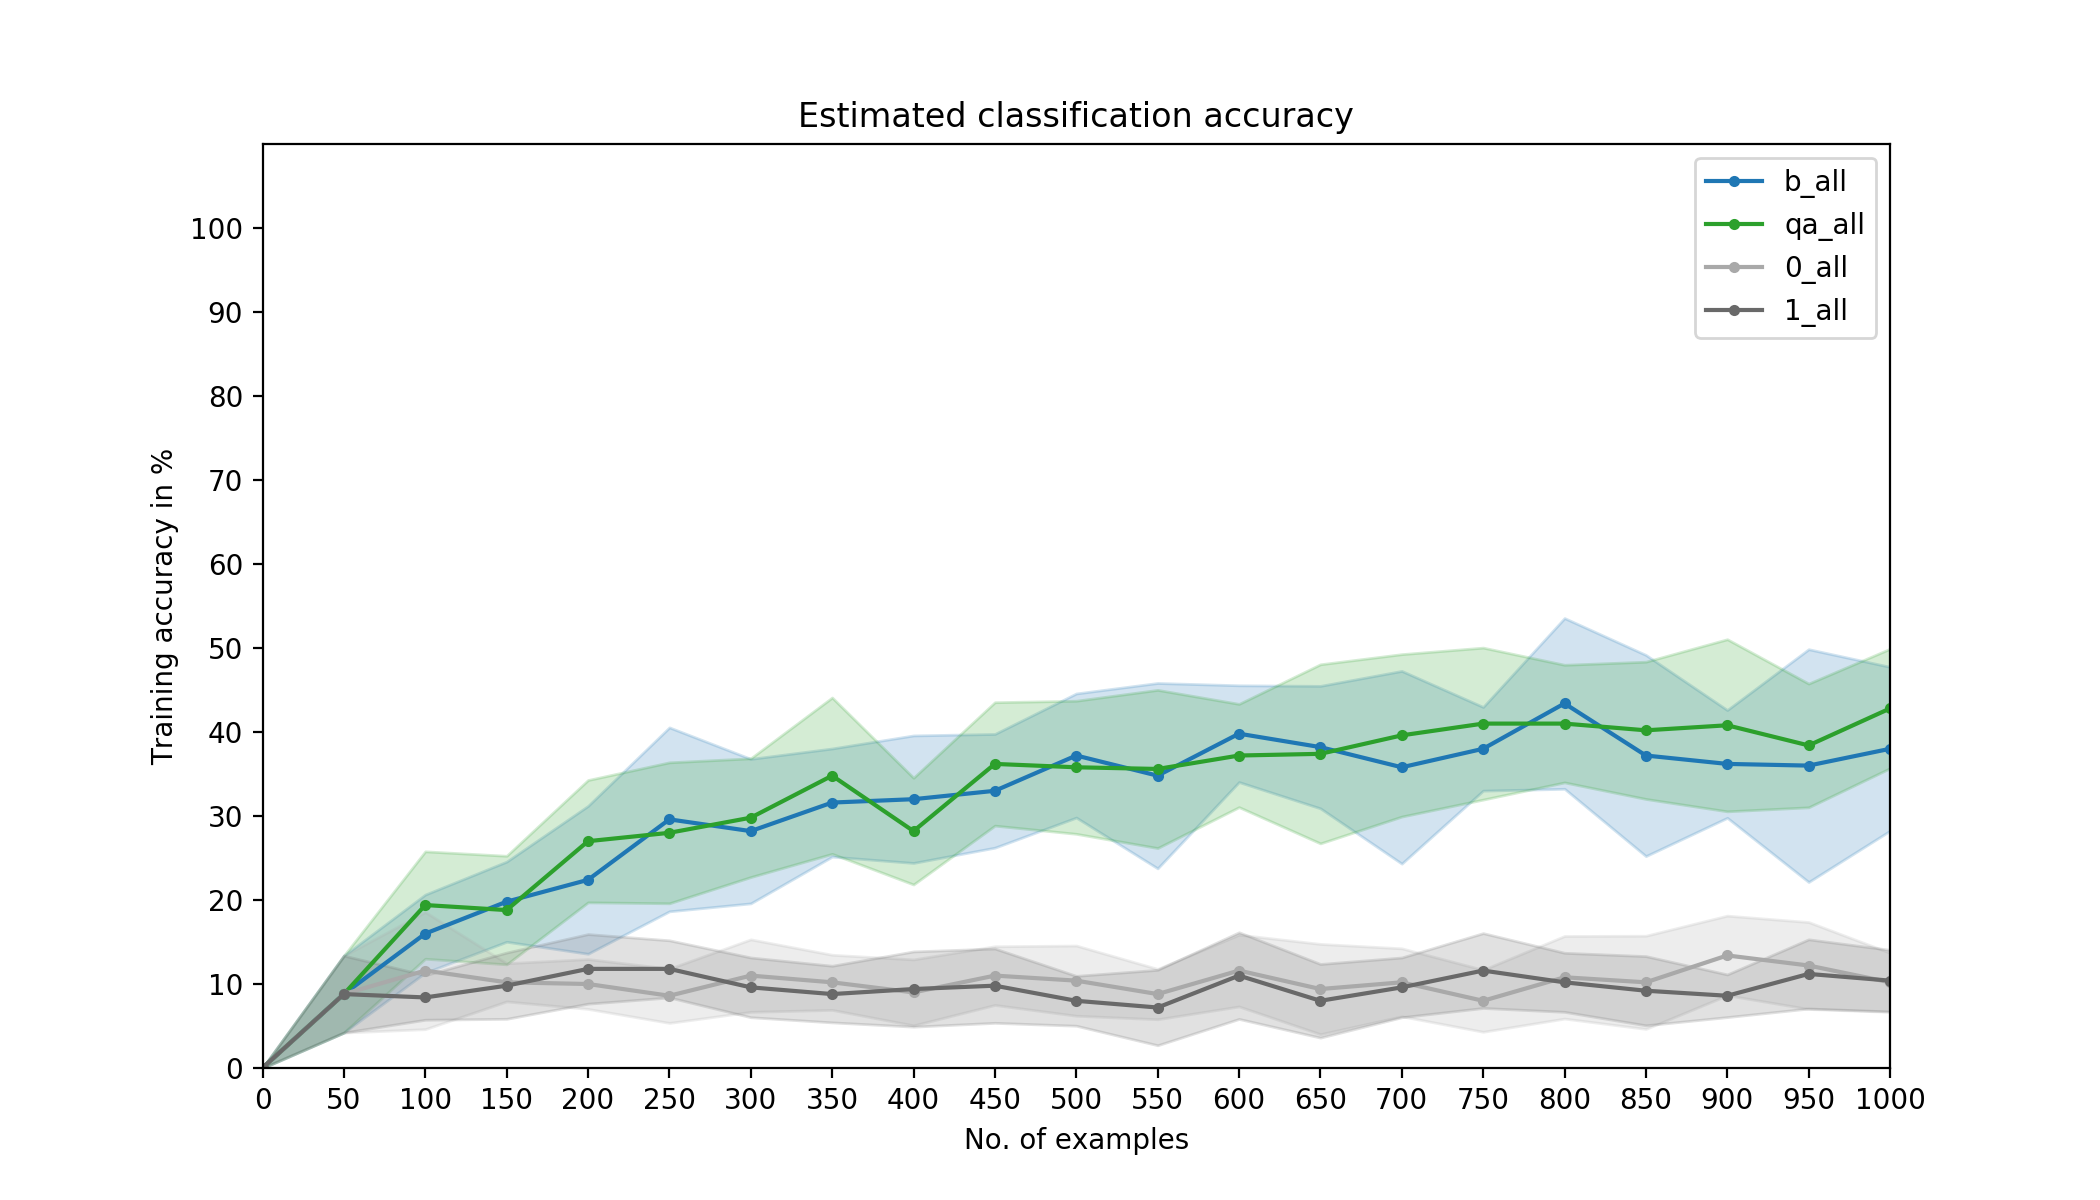 Estimated classification accuracy
b_all
qa_all
0_all
1_all
100
90
80
70
60
50
40
30
20
10
0
Training accuracy in %
0 50 100 150 200 250 300 350 400 450 500 550 600 650 700 750 800 850 900 950 1000
No. of examples